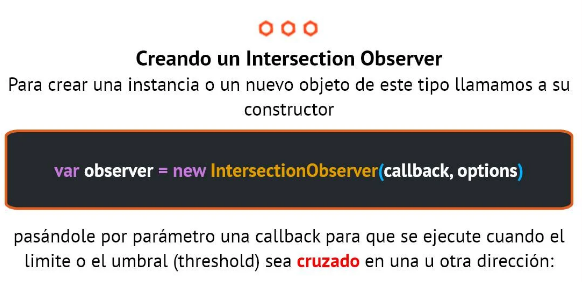 Creando un Intersection Observer
Para crear una instancia o un nuevo objeto de este tipo llamamos a su
constructor
var observer = new IntersectionObserver(callback, options)
pasándole por parámetro una callback para que se ejecute cuando el
limite o el umbral (threshold) sea cruzado en una u otra dirección: